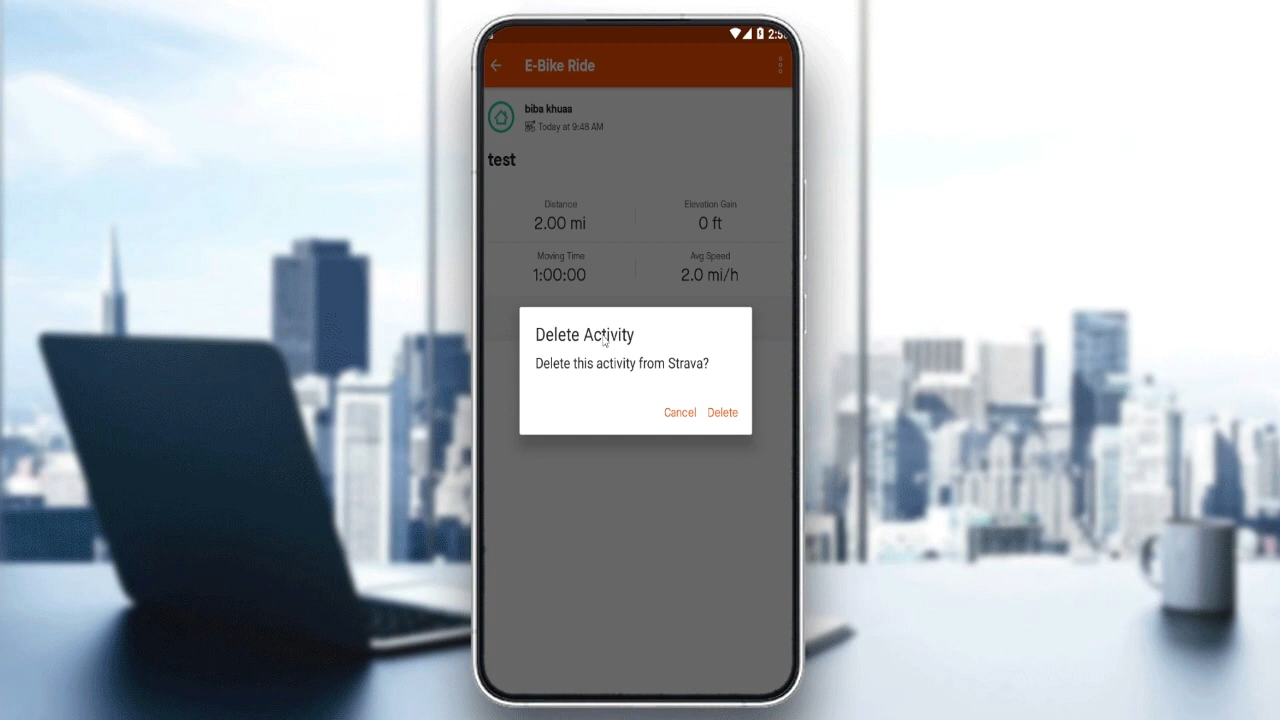 E-Bike Ride
biba khuaa
Today at 9:48 AM
test
Distance
2.00 mi
Elevation Gain
0 ft
Moving Time
1:00:00
Avg Speed
2.0 mi/h
Delete Activity
Delete this activity from Strava?
Cancel Delete